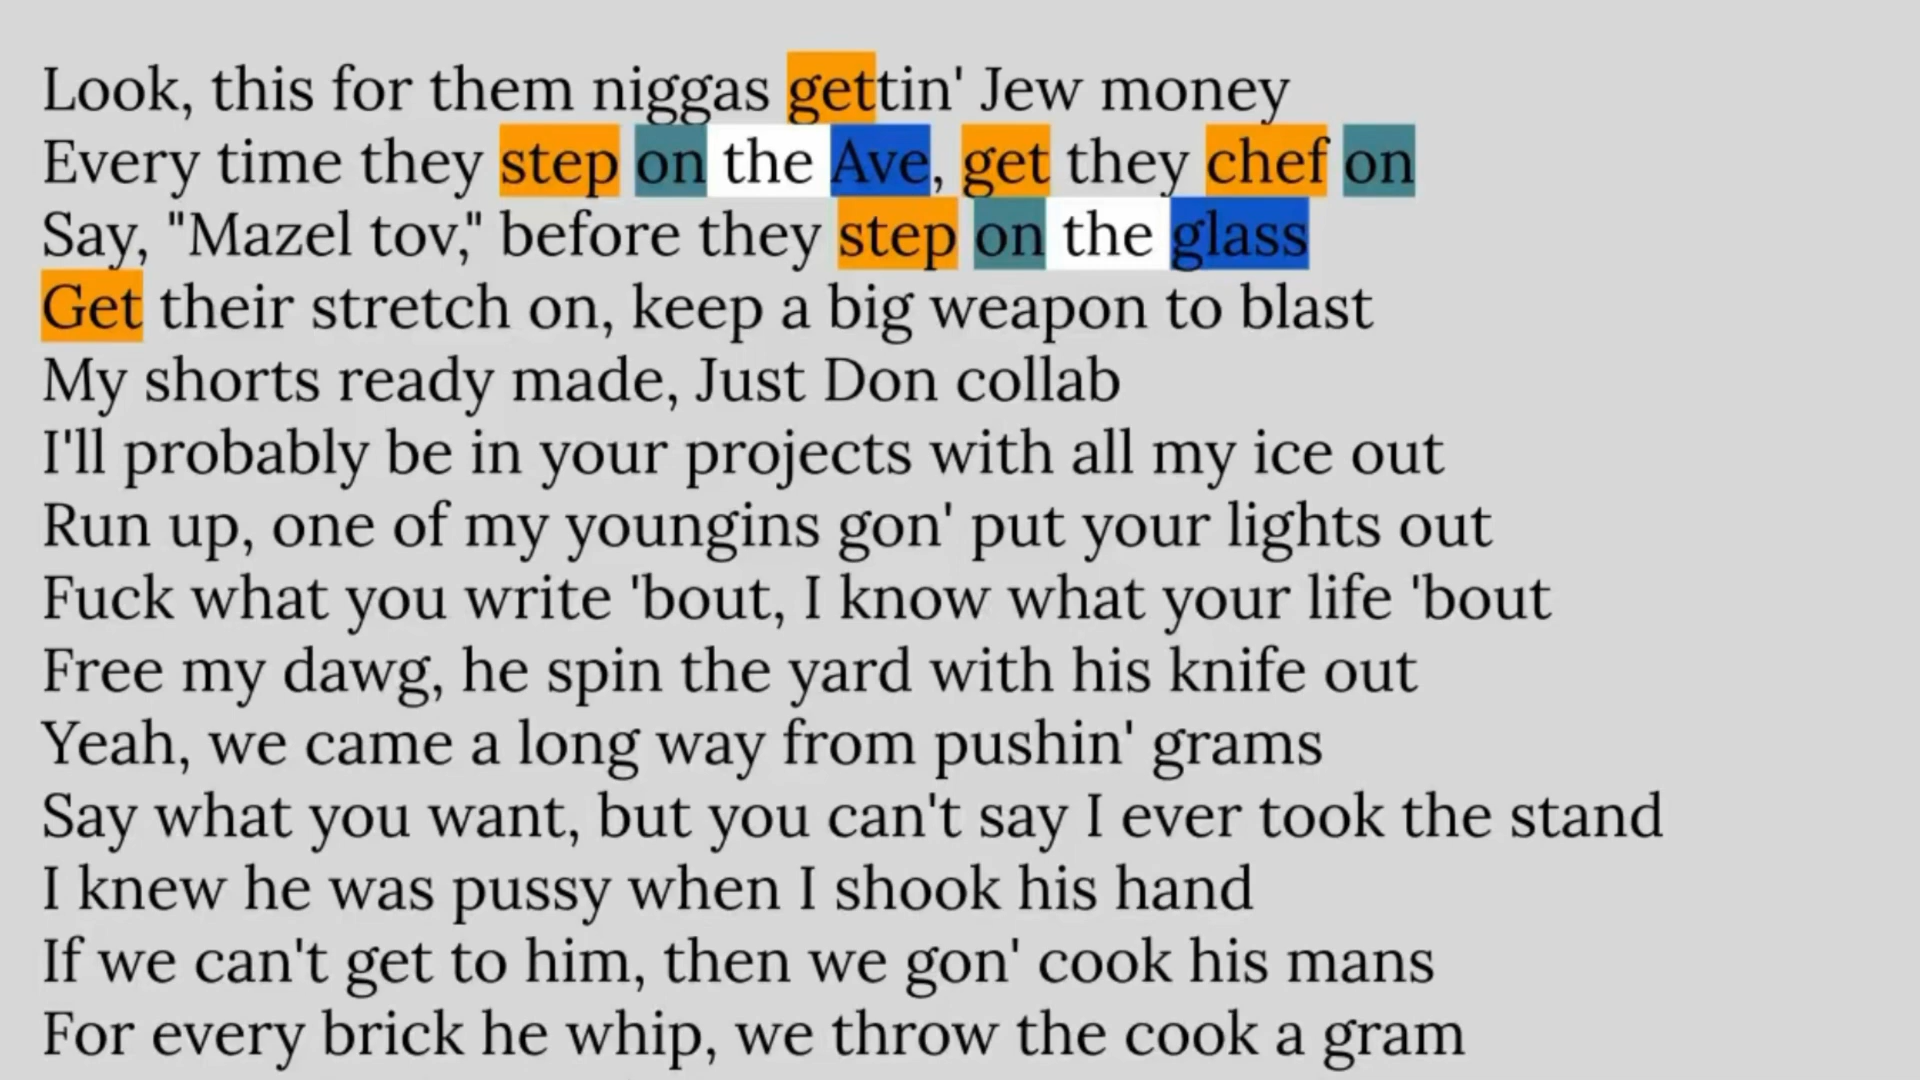 Look, this for them niggas gettin' Jew money
Every time they step on the Ave, get they chef on
Say, "Mazel tov," before they step on the glass
Get their stretch on, keep a big weapon to blast
My shorts ready made, Just Don collab
I'll probably be in your projects with all my ice out
Run up, one of my youngins gon' put your lights out
Fuck what you write 'bout, I know what your life 'bout
Free my dawg, he spin the yard with his knife out
Yeah, we came a long way from pushin' grams
Say what you want, but you can't say I ever took the stand
I knew he was pussy when I shook his hand
If we can't get to him, then we gon' cook his mans
For every brick he whip, we throw the cook a gram